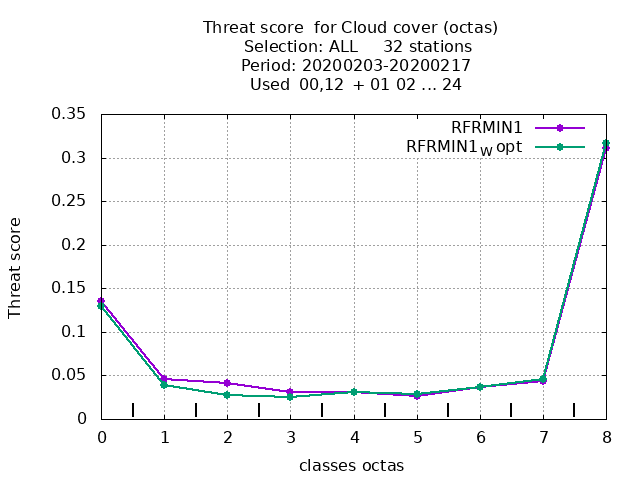 Threat score  for Cloud cover (octas)
Selection: ALL     32 stations
Period: 20200203-20200217
Used  00,12  + 01 02 ... 24
RFRMIN1
RFRMIN1W opt
0.35
0.3
0.25
0.2
0.15
0.1
0.05
0
Threat score
0 1 2 3 4 5 6 7 8
classes octas